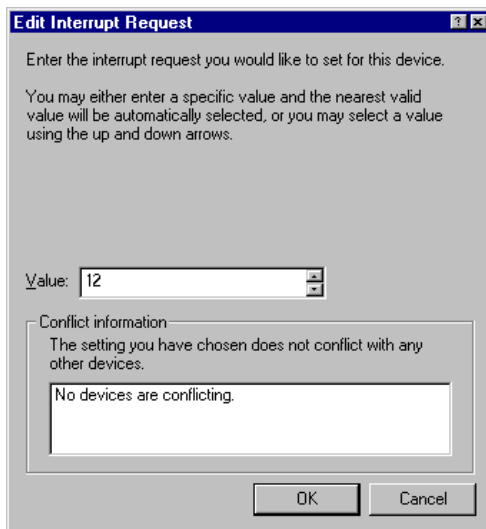 Edit Interrupt Request
Enter the interrupt request you would like to set for this device.
You may either enter a specific value and the nearest valid
value will be automatically selected, or you may select a value
using the up and down arrows.
Value: 12
Conflict information
The setting you have chosen does not conflict with any
other devices.
No devices are conflicting.
OK Cancel